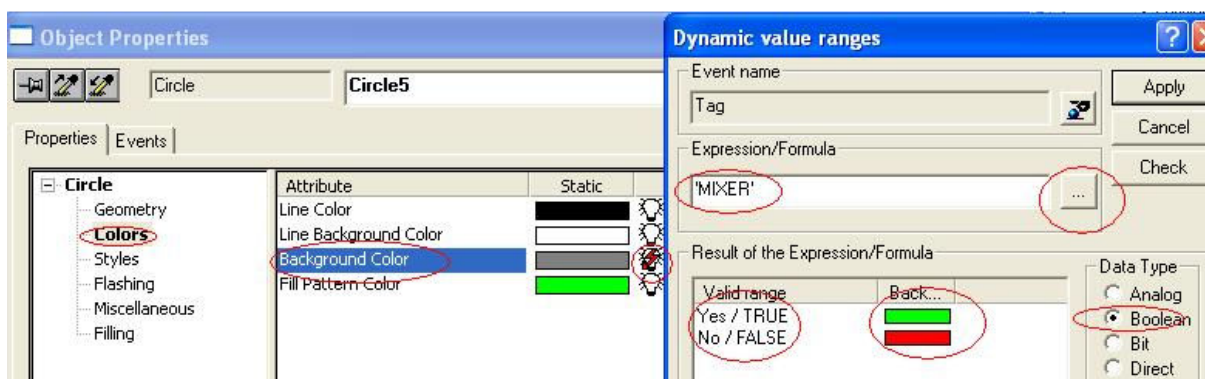 Object Properties
Circle
Circle5
Properties
Events
Circle
Geometry
Colors
Styles
Flashing
Miscellaneous
Filling
Attribute Static
Line Color
Line Background Color
Background Color
Fill Pattern Color
Dynamic value ranges
Event name
Tag
Apply
Cancel
Check
Expression/Formula
'MIXER'
...
Result of the Expression/Formula
Valid range Back...
Yes / TRUE
No / FALSE
Data Type
Analog
Boolean
Bit
Direct